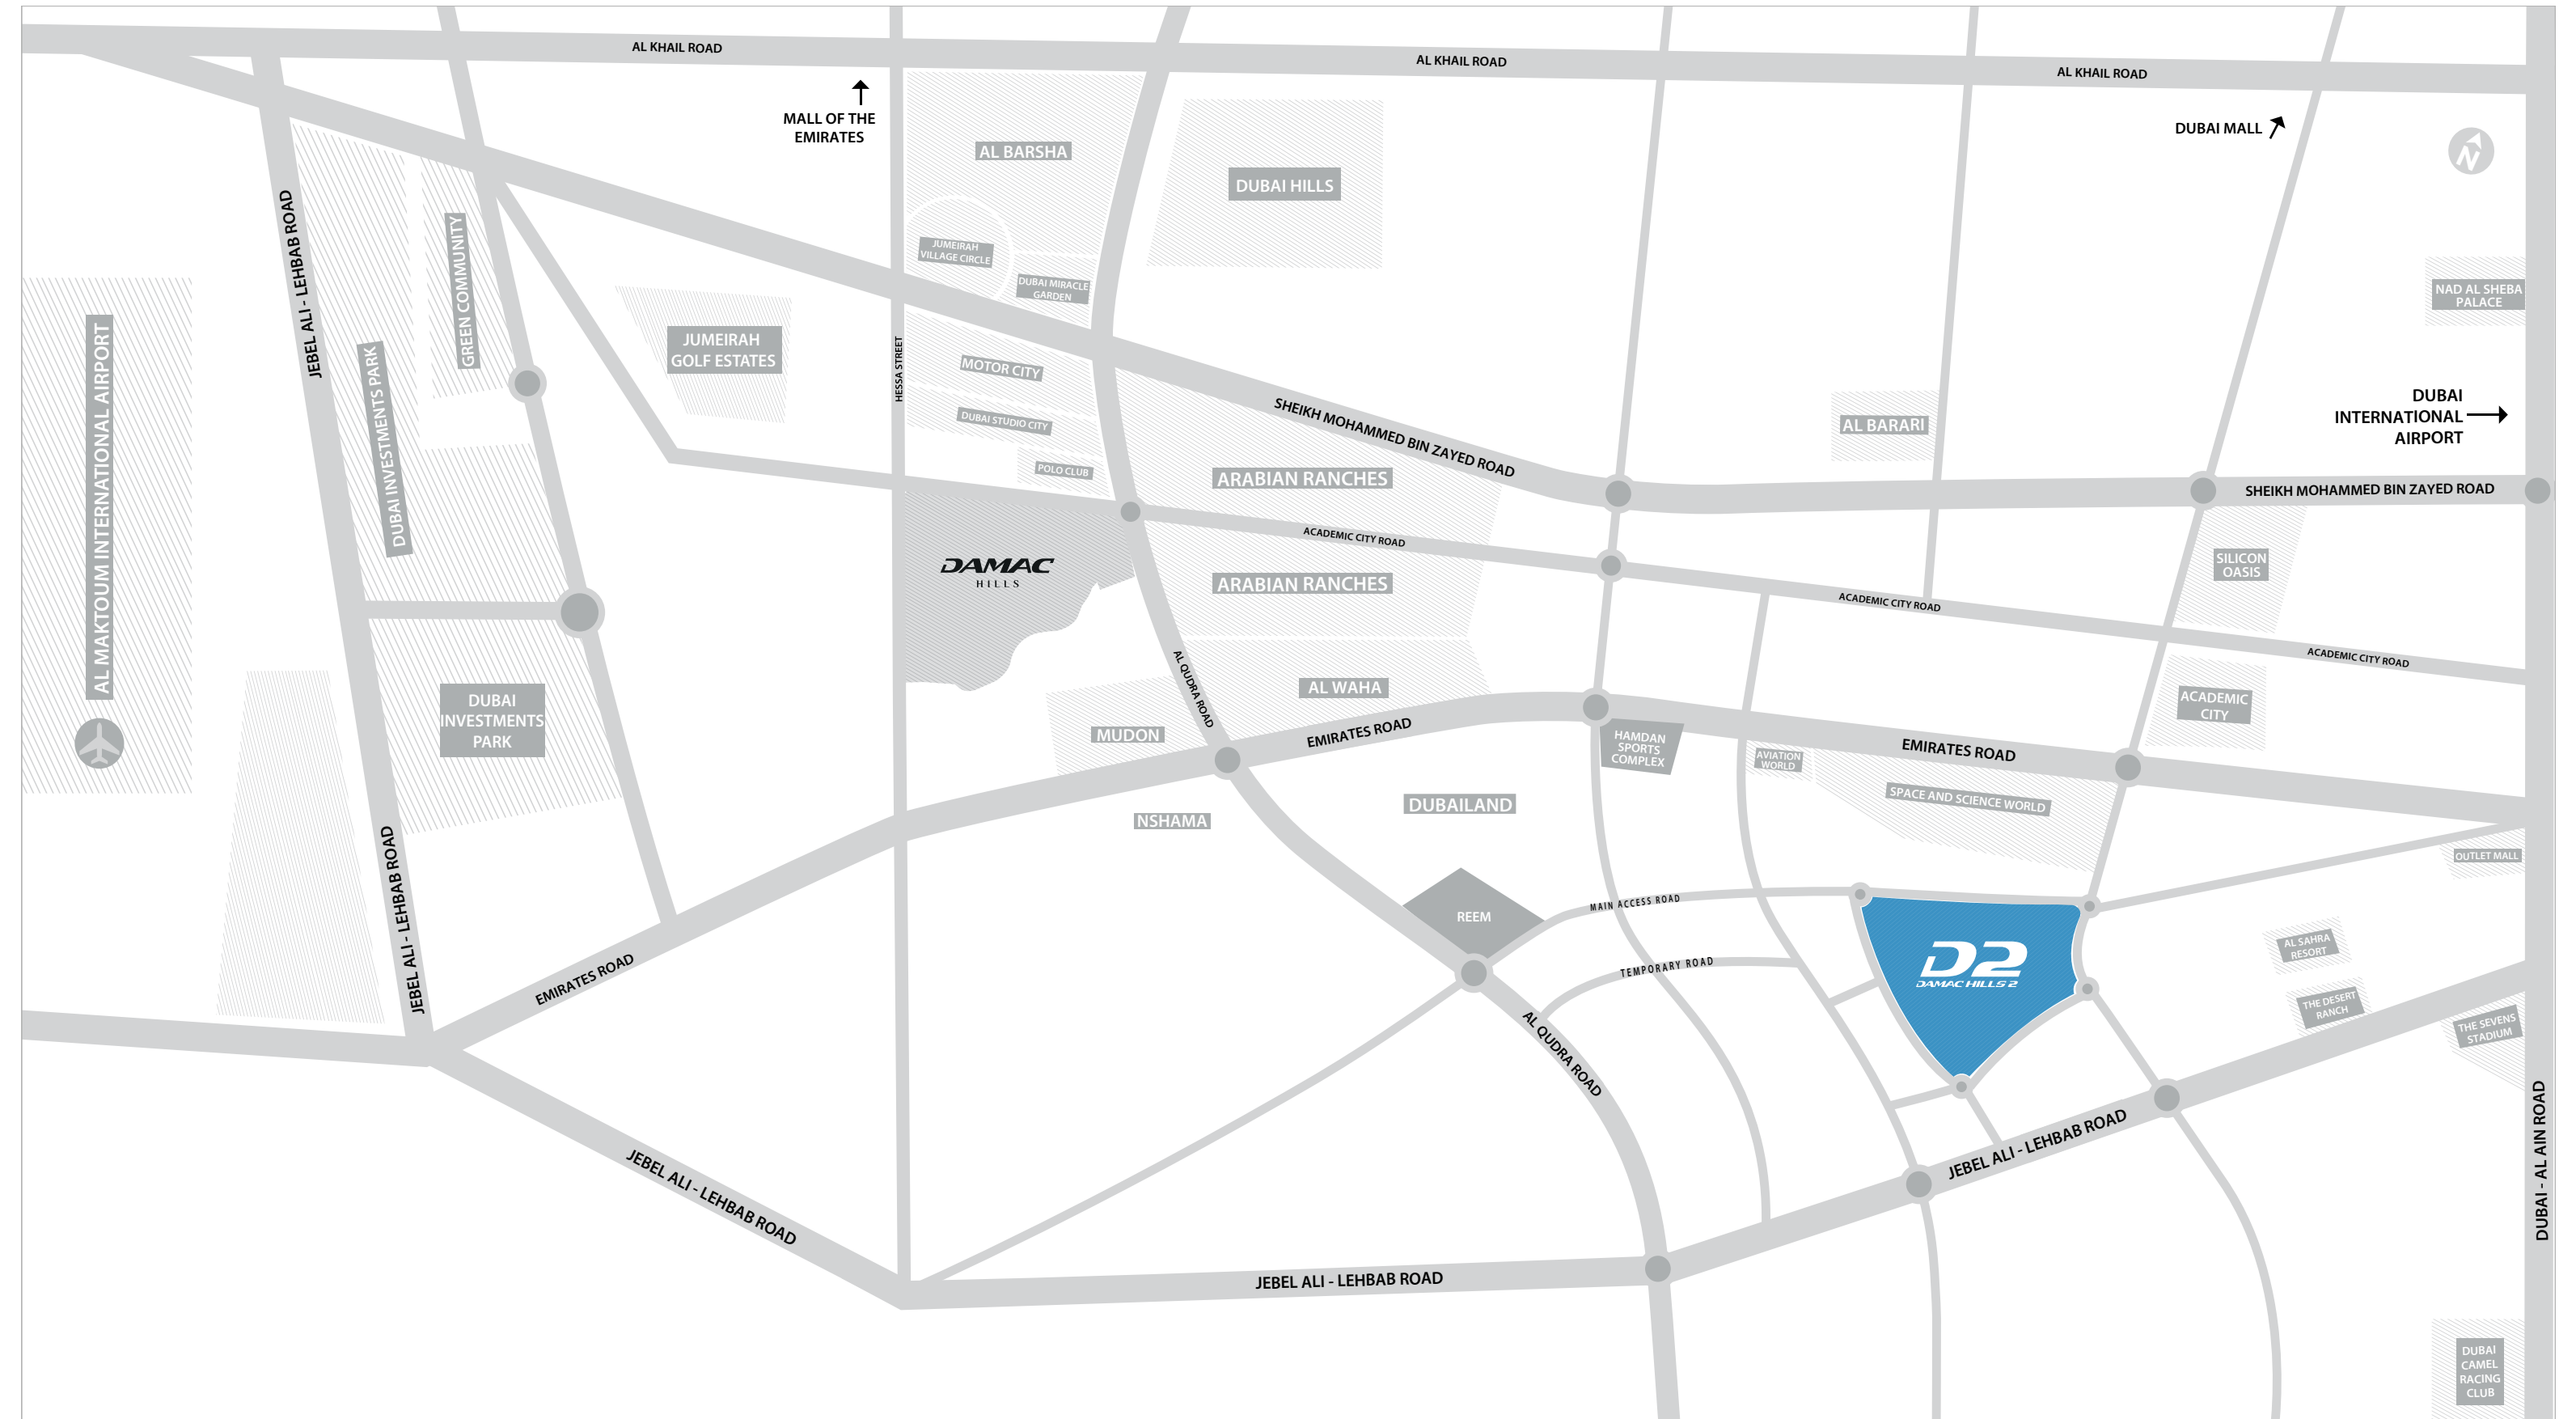 AL KHAIL ROAD
AL KHAIL ROAD
AL KHAIL ROAD
MALL OF THE
EMIRATES
DUBAI MALL
N
AL BARSHA
DUBAI HILLS
JEBEL ALI - LEHBAB ROAD
GREEN COMMUNITY
JUMEIRAH
VILLAGE CIRCLE
DUBAI MIRACLE
GARDEN
NAD AL SHEBA
PALACE
AL MAKTOUM INTERNATIONAL AIRPORT
DUBAI INVESTMENTS PARK
JUMEIRAH
GOLF ESTATES
HESSA STREET
MOTOR CITY
DUBAI STUDIO CITY
POLO CLUB
SHEIKH MOHAMMED BIN ZAYED ROAD
AL BARARI
DUBAI
INTERNATIONAL
AIRPORT
ARABIAN RANCHES
SHEIKH MOHAMMED BIN ZAYED ROAD
ACADEMIC CITY ROAD
DAMAC
HILLS
ARABIAN RANCHES
SILICON
OASIS
ACADEMIC CITY ROAD
ACADEMIC CITY ROAD
AL QUDRA ROAD
AL WAHA
ACADEMIC
CITY
DUBAI
INVESTMENTS
PARK
MUDON
EMIRATES ROAD
HAMDAN
SPORTS
COMPLEX
AVIATION
WORLD
EMIRATES ROAD
SPACE AND SCIENCE WORLD
NSHAMA
DUBAILAND
OUTLET MALL
JEBEL ALI - LEHBAB ROAD
REEM
MAIN ACCESS ROAD
TEMPORARY ROAD
D2
DAMAC HILLS 2
AL SAHRA
RESORT
THE DESERT
RANCH
THE SEVENS
STADIUM
EMIRATES ROAD
AL QUDRA ROAD
JEBEL ALI - LEHBAB ROAD
JEBEL ALI - LEHBAB ROAD
JEBEL ALI - LEHBAB ROAD
DUBAI - AL AIN ROAD
DUBAI
CAMEL
RACING
CLUB